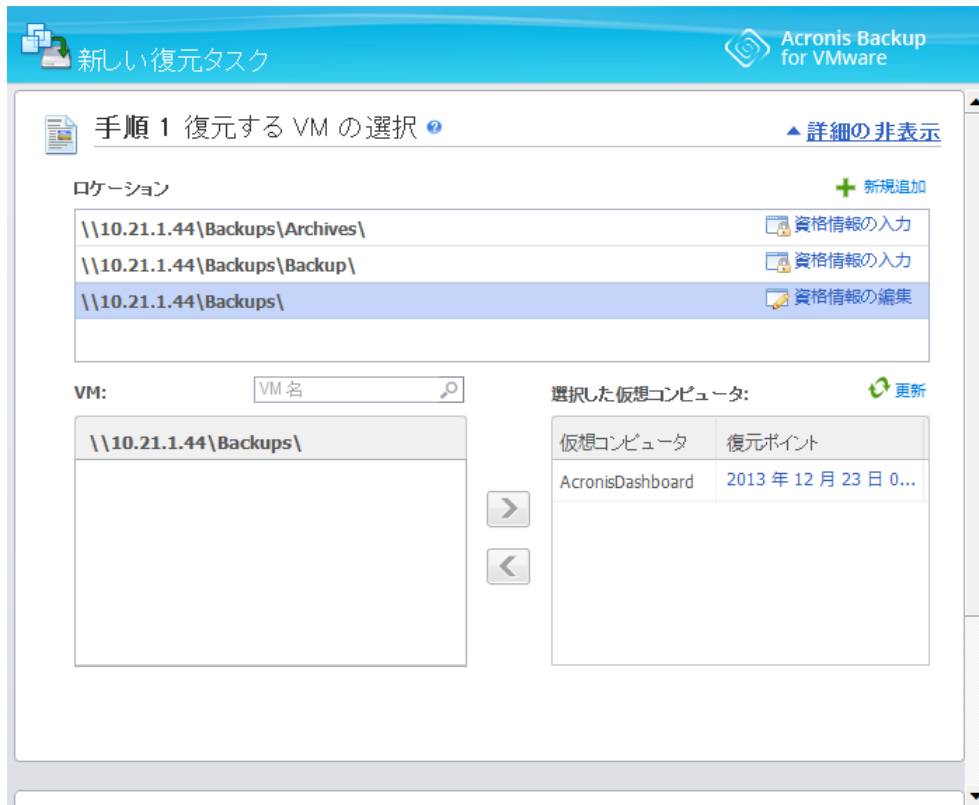 新しい復元タスク
Acronis Backup
for VMware
手順 1 復元する VM の選択
詳細の非表示
ロケーション
新規追加
\\10.21.1.44\Backups\Archives\ 資格情報の入力
\\10.21.1.44\Backups\Backup\ 資格情報の入力
\\10.21.1.44\Backups\ 資格情報の編集
VM: VM 名
選択した仮想コンピュータ: 更新
\\10.21.1.44\Backups\
仮想コンピュータ 復元ポイント
AcronisDashboard 2013 年 12 月 23 日 0...